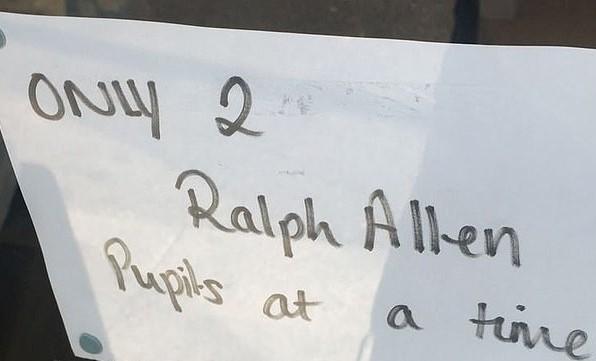 ONLY 2
Ralph Allen
Pupils at a time